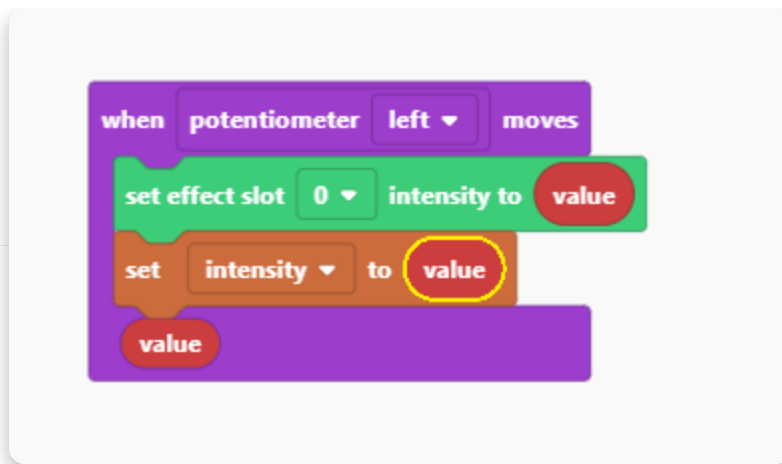 when potentiometer left moves
set effect slot 0 intensity to value
set intensity to value
value